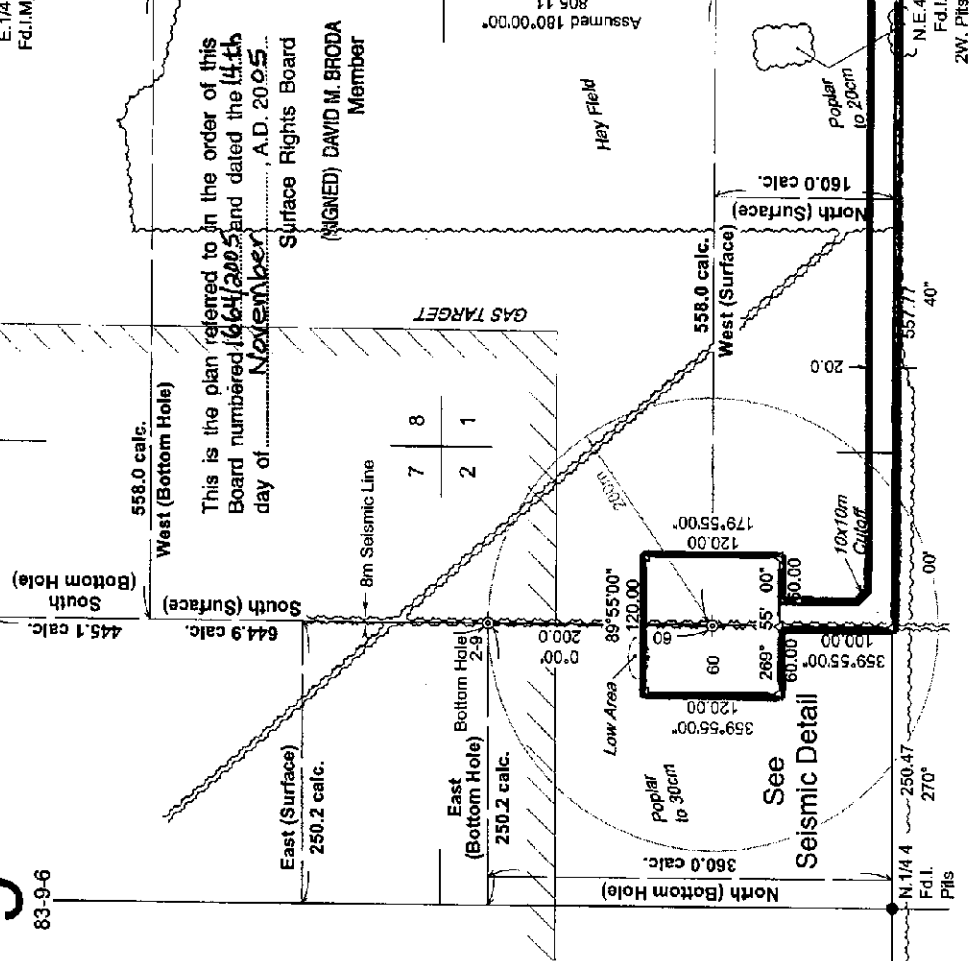 E.1/4
Fd.I.M
83-9-6
This is the plan referred to in the order of this
Board numbered 1664/2005 and dated the 14th
day of November, A.D. 2005
Surface Rights Board
(SIGNED) DAVID M. BRODA
Member
Assumed 180°00'00"
805.11
Hay Field
Poplar
to 20cm
N.E.4
Fd.I.
2W. Pits
South
(Bottom Hole)
445.1 calc.
558.0 calc.
West (Bottom Hole)
South (Surface)
644.9 calc.
8m Seismic Line
GAS TARGET
7 8
2 1
East (Surface)
250.2 calc.
Bottom Hole
2-9
East
(Bottom Hole)
250.2 calc.
200.0
0°00'
558.0 calc.
West (Surface)
North (Surface)
160.0 calc.
200m
Low Area
89°55'00"
120.00
60
60
179°55'00"
120.00
359°55'00"
120.00
269° 55' 00"
60.00
60.00
359°55'00"
100.00
10x10m
Cutoff
20.0
557.77
40"
Poplar
to 30cm
See
Seismic Detail
360.0 calc.
North (Bottom Hole)
N.1/4 4
Fd.I.
Pits
250.47
270°
00'